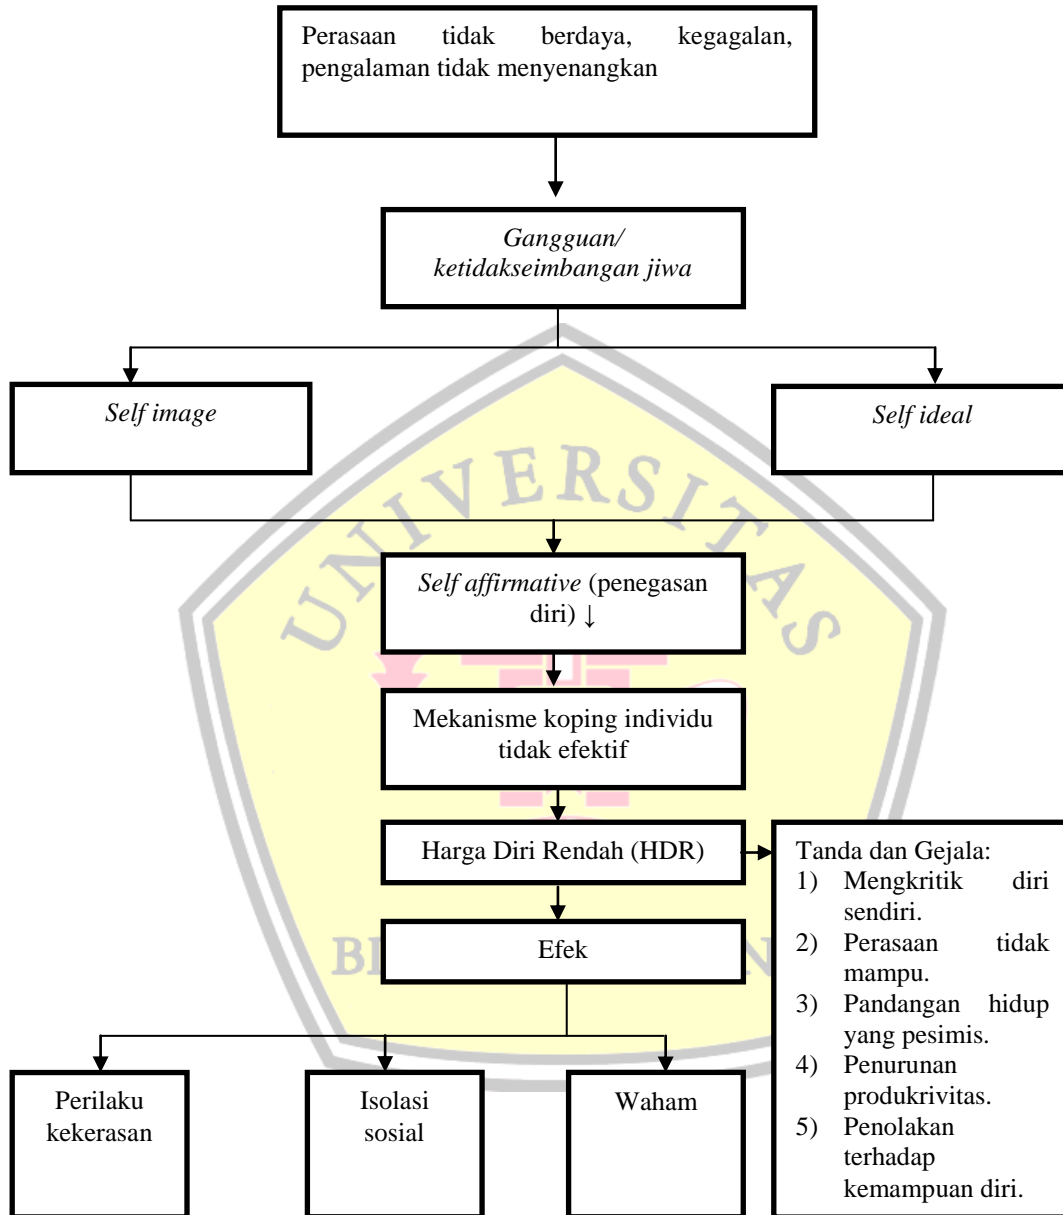 Perasaan tidak berdaya, kegagalan,
pengalaman tidak menyenangkan
Gangguan/
ketidakseimbangan jiwa
Self image
Self ideal
UNIVERSITAS
Self affirmative (penegasan
diri) ↓
Mekanisme koping individu
tidak efektif
Harga Diri Rendah (HDR)
Efek
Perilaku
kekerasan
Isolasi
sosial
Waham
Tanda dan Gejala:
1) Mengkritik diri
sendiri.
2) Perasaan tidak
mampu.
3) Pandangan hidup
yang pesimis.
4) Penurunan
produkrivitas.
5) Penolakan
terhadap
kemampuan diri.